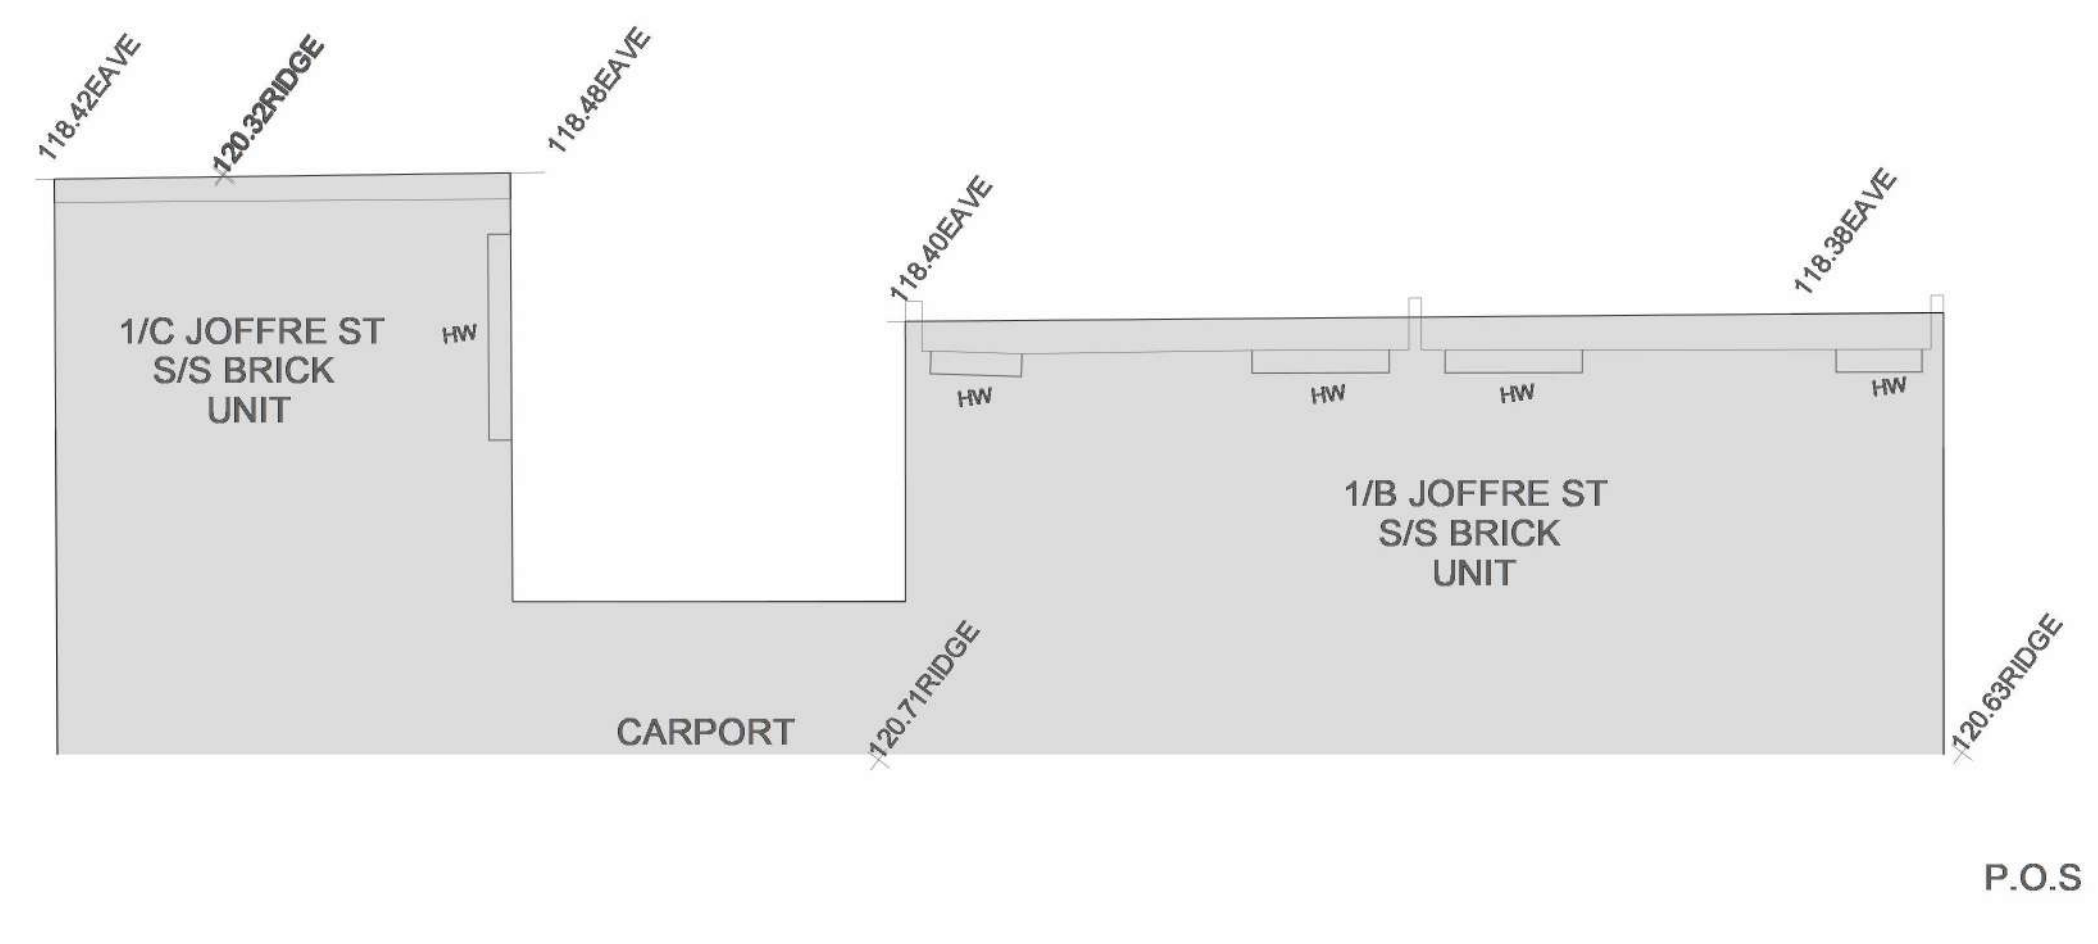 118.42EAVE
120.32RIDGE
118.48EAVE
118.40EAVE
118.38EAVE
1/C JOFFRE ST
S/S BRICK
UNIT
HW
HW
HW
HW
HW
1/B JOFFRE ST
S/S BRICK
UNIT
CARPORT
120.71RIDGE
120.63RIDGE
P.O.S